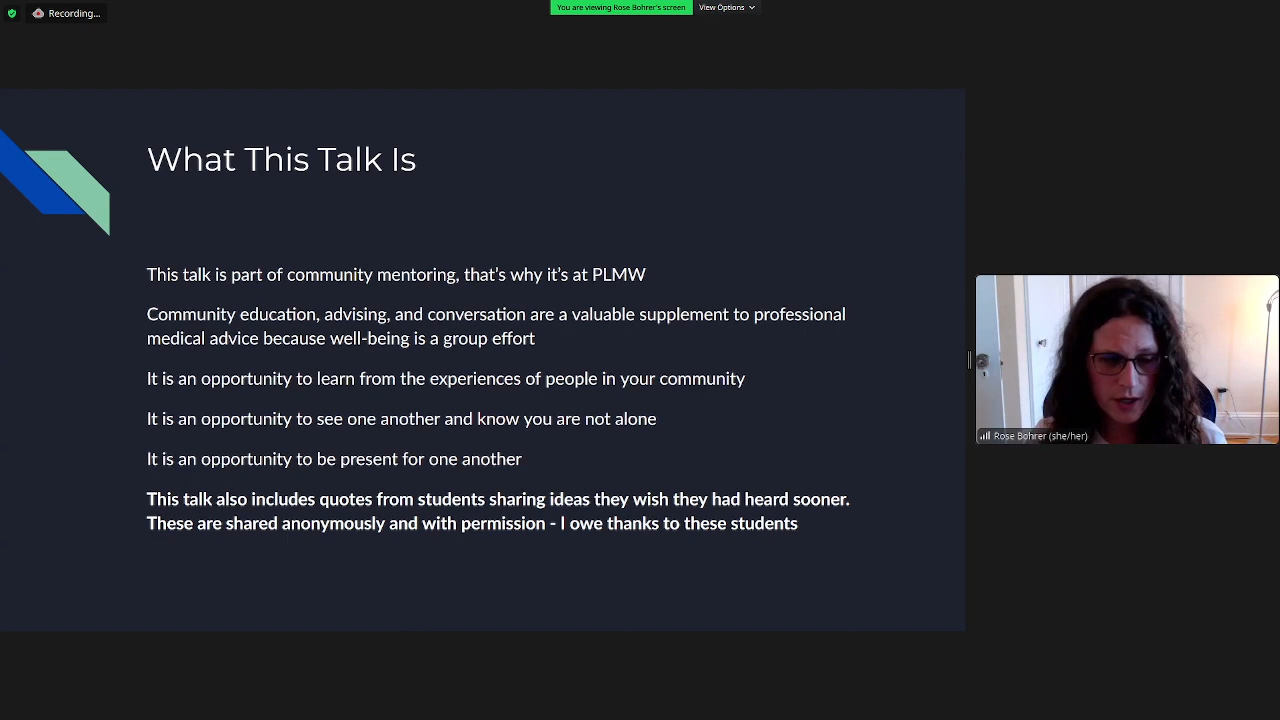 Recording...
You are viewing Rose Bohrer's screen
View Options
What This Talk Is
This talk is part of community mentoring, that's why it's at PLMW
Community education, advising, and conversation are a valuable supplement to professional
medical advice because well-being is a group effort
It is an opportunity to learn from the experiences of people in your community
It is an opportunity to see one another and know you are not alone
It is an opportunity to be present for one another
This talk also includes quotes from students sharing ideas they wish they had heard sooner.
These are shared anonymously and with permission - I owe thanks to these students
Rose Bohrer (she/her)